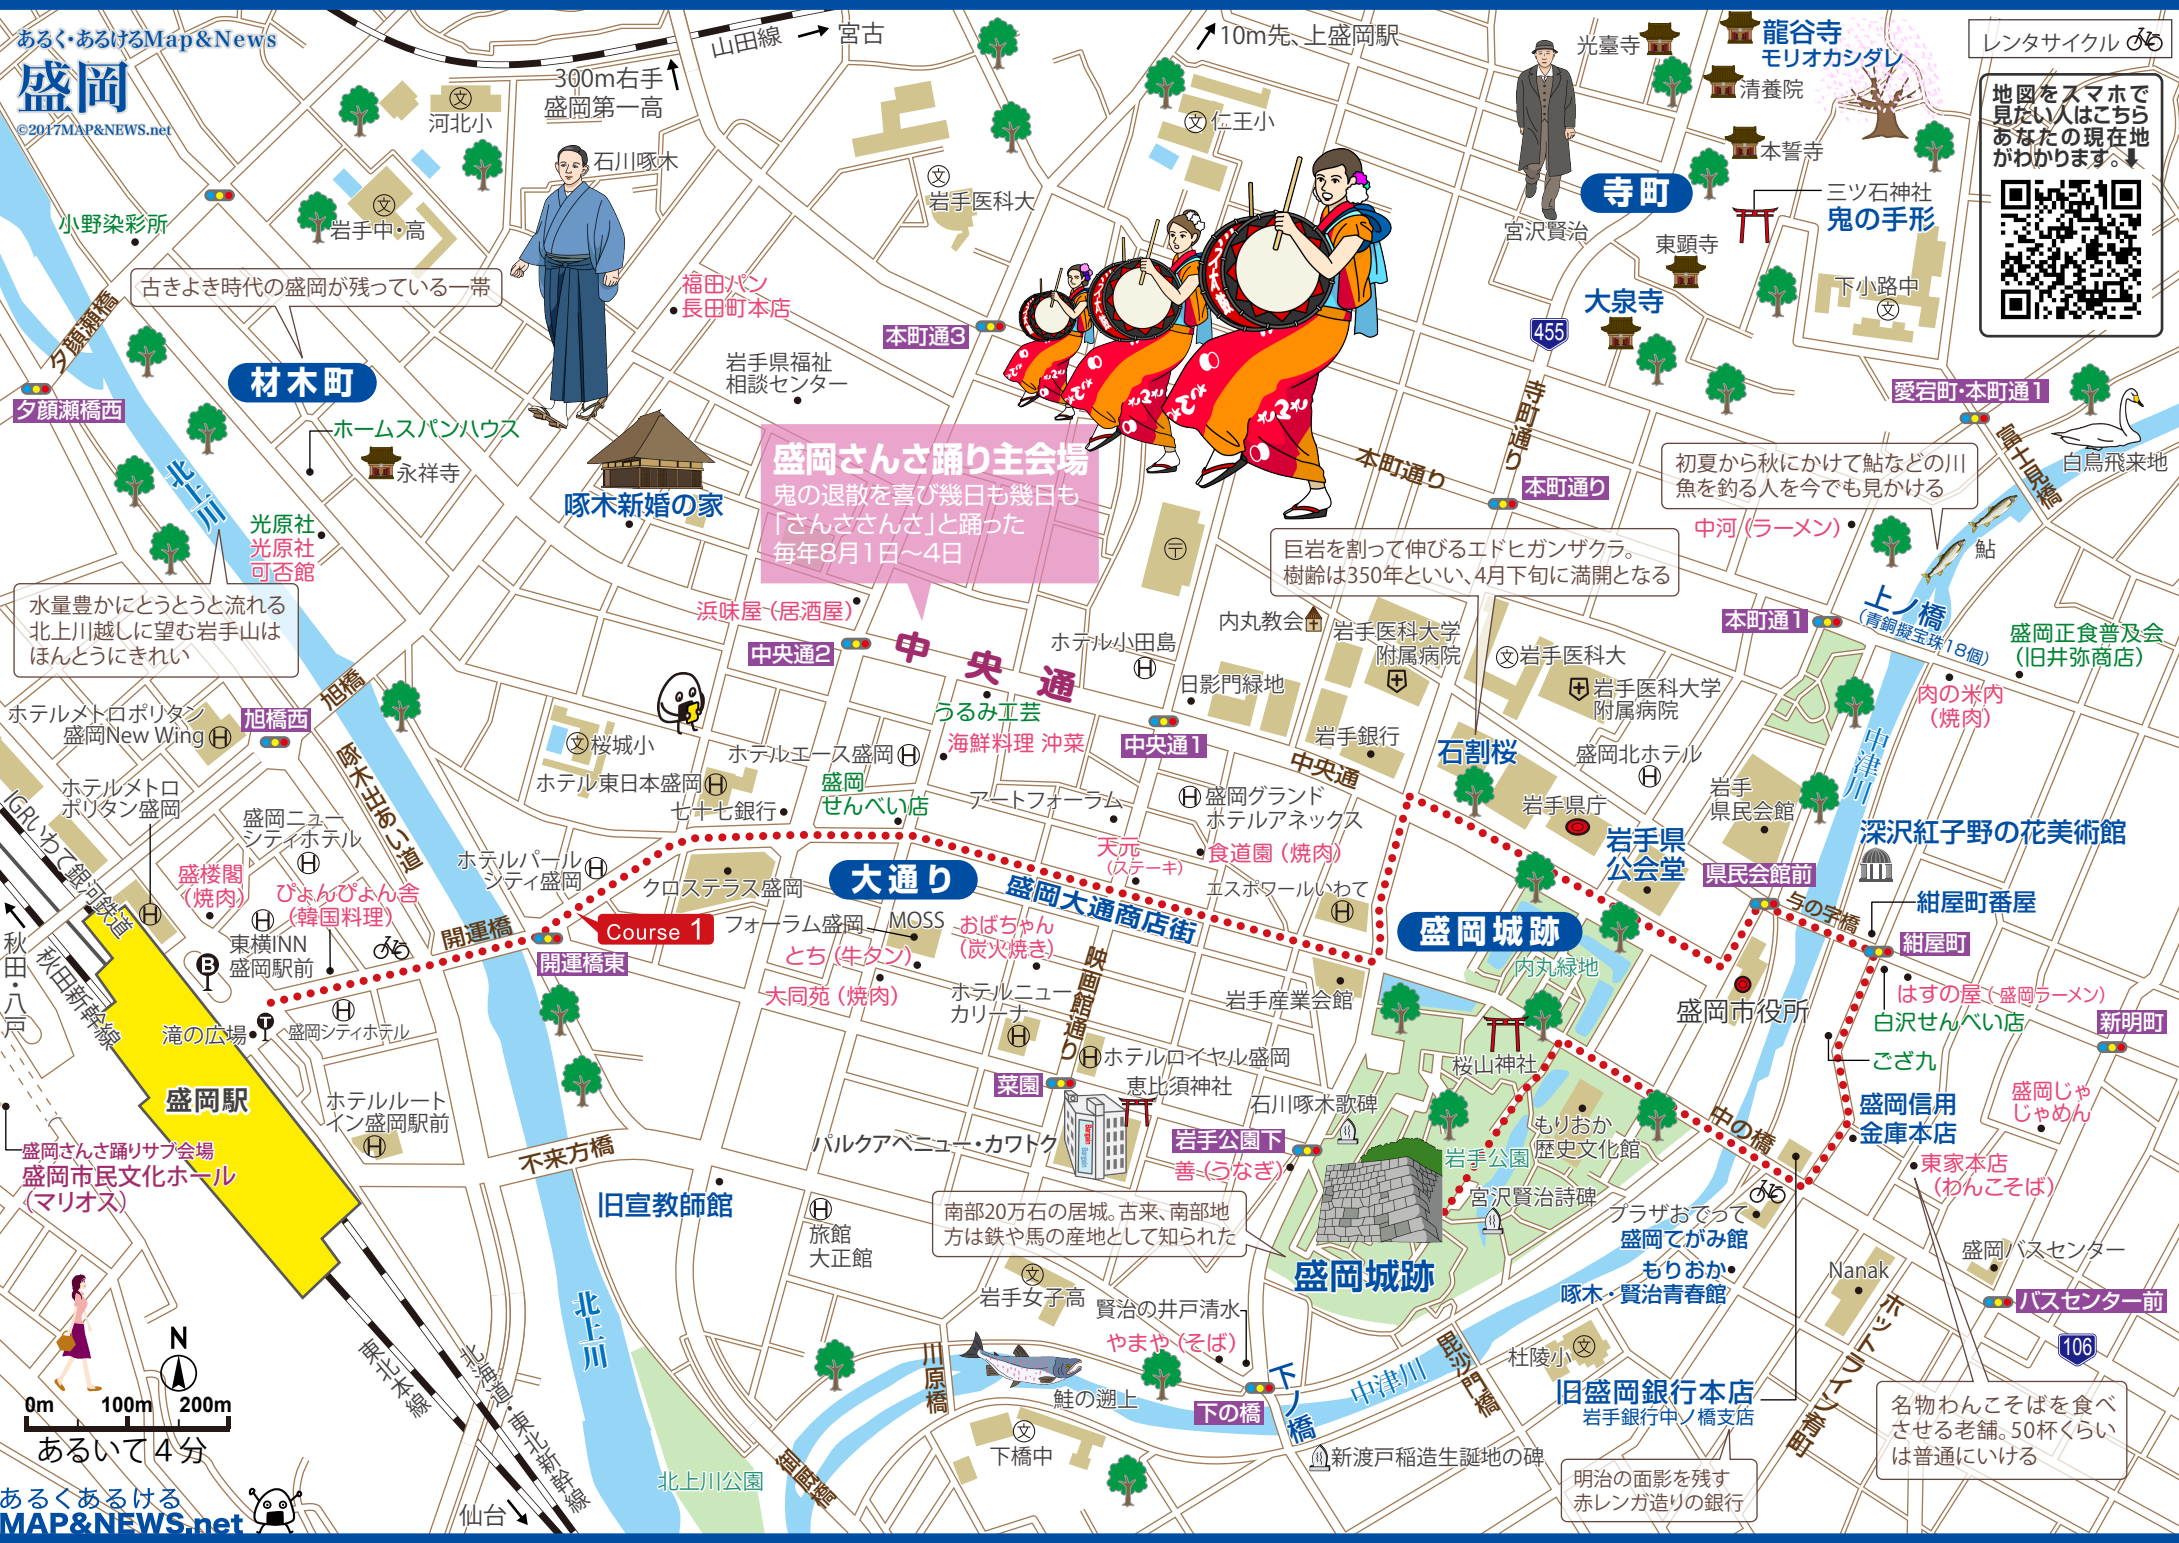 あるく・あるけるMap&News
盛岡
©2017MAP&NEWS.net
300m右手
盛岡第一高
山田線
宮古
10m先、上盛岡駅
光臺寺
龍谷寺
モリオカシダレ
清養院
本誓寺
レンタサイクル
地図をスマホで
見たい人はこちら
あなたの現在地
がわかります。
河北小
石川啄木
岩手中・高
岩手医科大
仁王小
宮沢賢治
寺町
三ツ石神社
鬼の手形
東顕寺
大泉寺
下小路中
455
小野染彩所
古きよき時代の盛岡が残っている一帯
夕顔瀬橋
夕顔瀬橋西
材木町
福田パン
長田町本店
本町通3
岩手県福祉
相談センター
ホームスパンハウス
永祥寺
啄木新婚の家
盛岡さんさ踊り主会場
鬼の退散を喜び幾日も幾日も
「さんささんさ」と踊った
毎年8月1日〜4日
寺町通り
本町通り
本町通り
愛宕町・本町通1
富士見橋
白鳥飛来地
初夏から秋にかけて鮎などの川
魚を釣る人を今でも見かける
中河（ラーメン）
鮎
北上川
光原社
光原社
可否館
水量豊かにとうとうと流れる
北上川越しに望む岩手山は
ほんとうにきれい
巨岩を割って伸びるエドヒガンザクラ。
樹齢は350年といい、4月下旬に満開となる
浜味屋（居酒屋）
中央通2
中央通
ホテル小田島
内丸教会
岩手医科大学
附属病院
岩手医科大
岩手医科大学
附属病院
本町通1
上ノ橋
（青銅擬宝珠18個）
盛岡正食普及会
（旧井弥商店）
肉の米内
（焼肉）
日影門緑地
うるみ工芸
海鮮料理 沖菜
中央通1
岩手銀行
中央通
石割桜
盛岡北ホテル
岩手県庁
岩手
県民会館
中津川
旭橋
旭橋西
ホテルメトロポリタン
盛岡New Wing
ホテルメトロ
ポリタン盛岡
IGRいわて銀河鉄道
盛岡ニュー
シティホテル
啄木出あい道
桜城小
ホテル東日本盛岡
ホテルエース盛岡
七十七銀行
盛岡
せんべい店
アートフォーラム
盛岡グランド
ホテルアネックス
天元
（ステーキ）
食道園（焼肉）
エスポワールいわて
岩手県
公会堂
県民会館前
深沢紅子野の花美術館
与の字橋
紺屋町番屋
紺屋町
盛楼閣
（焼肉）
ぴょんぴょん舎
（韓国料理）
東横INN
盛岡駅前
B
開運橋
開運橋東
ホテルパール
シティ盛岡
クロステラス盛岡
大通り
Course 1
フォーラム盛岡
MOSS
とち（牛タン）
大同苑（焼肉）
おばちゃん
（炭火焼き）
盛岡大通商店街
映画館通り
盛岡城跡
内丸緑地
盛岡市役所
はすの屋（盛岡ラーメン）
白沢せんべい店
新明町
ござ九
秋田・八戸
秋田新幹線
滝の広場
T
盛岡シティホテル
ホテルニュー
カリーナ
岩手産業会館
ホテルロイヤル盛岡
菜園
恵比須神社
桜山神社
石川啄木歌碑
盛岡駅
ホテルルート
イン盛岡駅前
盛岡さんさ踊りサブ会場
盛岡市民文化ホール
（マリオス）
不来方橋
旧宣教師館
パルクアベニュー・カワトク
岩手公園下
善（うなぎ）
岩手公園
もりおか
歴史文化館
中の橋
盛岡信用
金庫本店
盛岡じゃ
じゃめん
東家本店
（わんこそば）
宮沢賢治詩碑
旅館
大正館
南部20万石の居城。古来、南部地
方は鉄や馬の産地として知られた
盛岡城跡
プラザおでって
盛岡てがみ館
もりおか
啄木・賢治青春館
Nanak
盛岡バスセンター
バスセンター前
106
岩手女子高
賢治の井戸清水
やまや（そば）
北上川
川原橋
鮭の遡上
下の橋
下ノ橋
中津川
毘沙門橋
杜陵小
旧盛岡銀行本店
岩手銀行中ノ橋支店
ホットライン肴町
N
0m 100m 200m
あるいて4分
東北本線
北海道・東北新幹線
仙台
北上川公園
御厩橋
下橋中
新渡戸稲造生誕地の碑
明治の面影を残す
赤レンガ造りの銀行
名物わんこそばを食べ
させる老舗。50杯くらい
は普通にいける
あるくあるける
MAP&NEWS.net